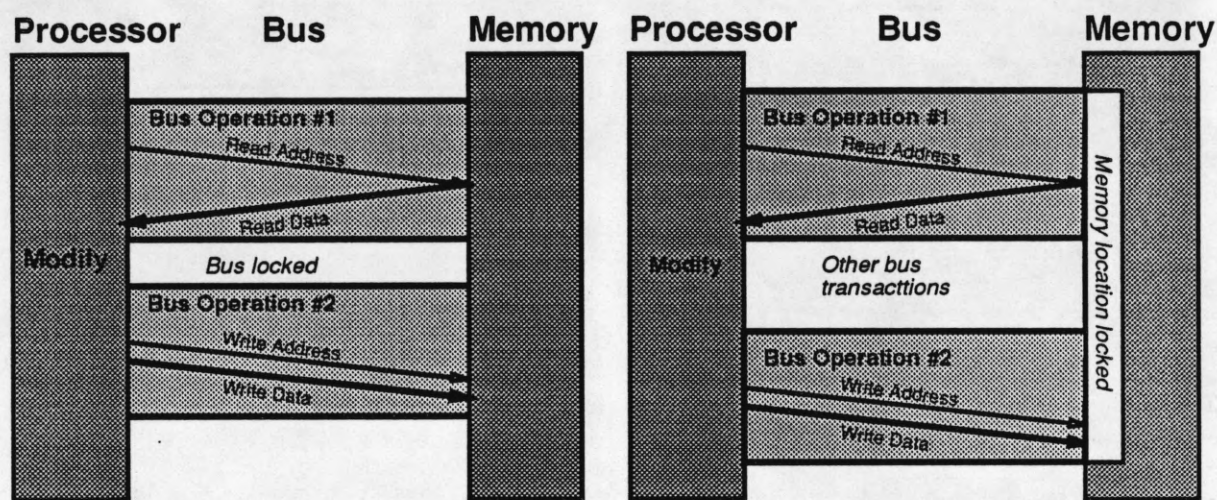 Processor Bus Memory
Bus Operation #1
Read Address
Read Data
Modify
Bus locked
Bus Operation #2
Write Address
Write Data
Processor Bus Memory
Bus Operation #1
Read Address
Read Data
Modify
Other bus
transacttions
Memory location locked
Bus Operation #2
Write Address
Write Data